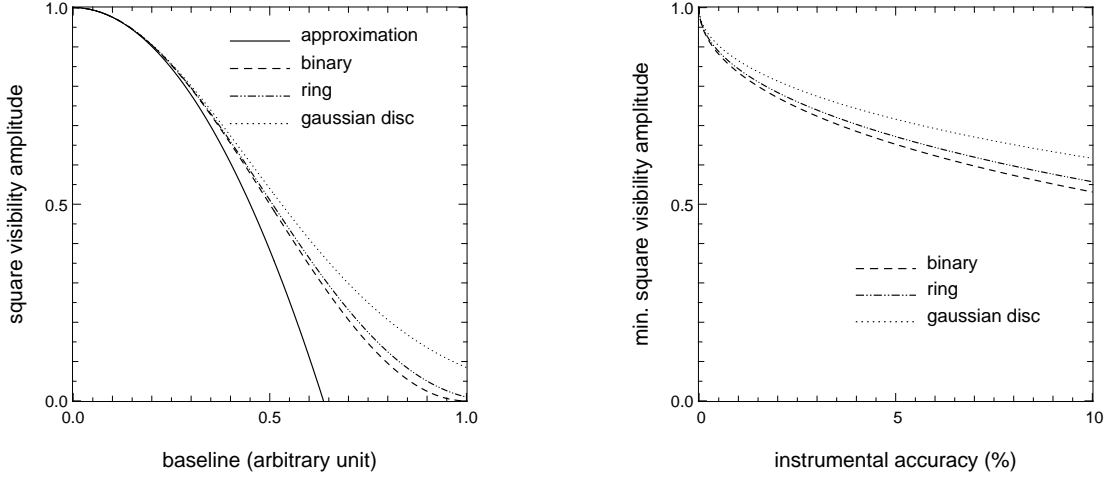 1.0
0.5
0.0
0.0
0.5
1.0
square visibility amplitude
baseline (arbitrary unit)
approximation
binary
ring
gaussian disc
1.0
0.5
0.0
0
5
10
min. square visibility amplitude
instrumental accuracy (%)
binary
ring
gaussian disc